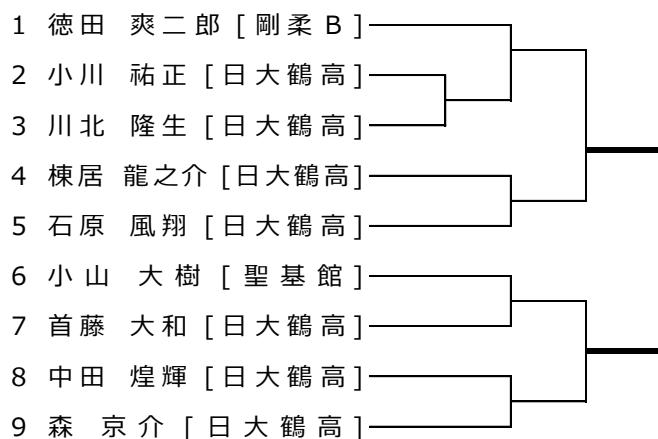 1 徳田 爽二郎 [ 剛柔 B ]
2 小川 祐正 [ 日大鶴高 ]
3 川北 隆生 [ 日大鶴高 ]
4 棟居 龍之介 [ 日大鶴高 ]
5 石原 風翔 [ 日大鶴高 ]
6 小山 大樹 [ 聖基館 ]
7 首藤 大和 [ 日大鶴高 ]
8 中田 煌輝 [ 日大鶴高 ]
9 森 京介 [ 日大鶴高 ]